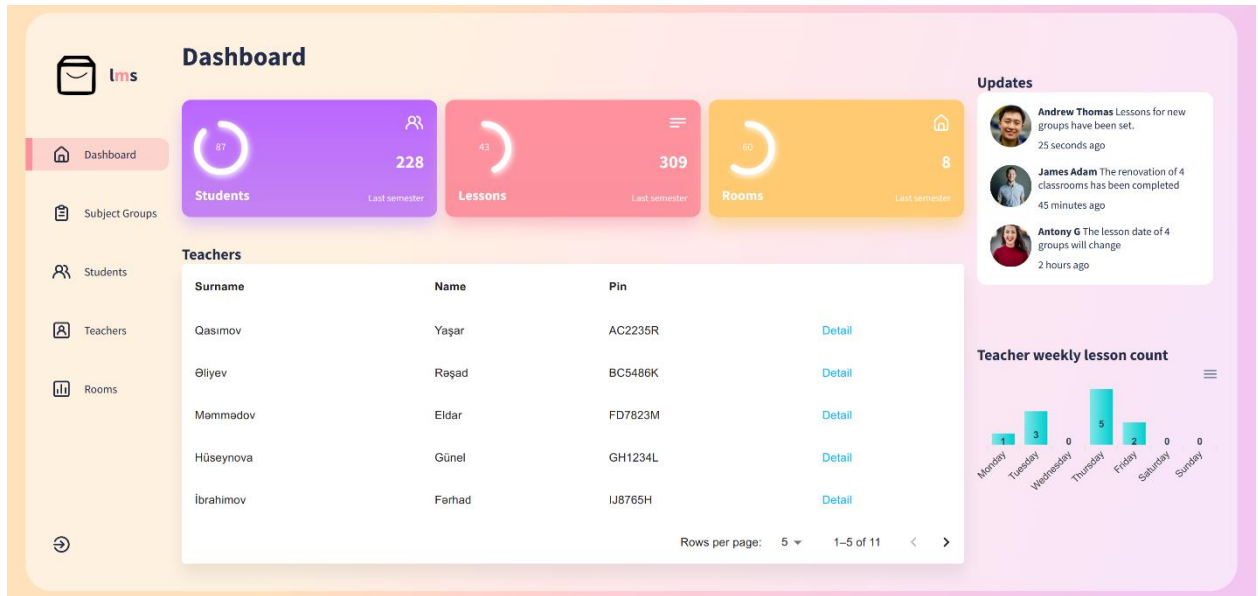 lms
Dashboard
Subject Groups
Students
Teachers
Rooms
Dashboard
87
228
Students
Last semester
43
309
Lessons
Last semester
60
8
Rooms
Last semester
Teachers
Surname Name Pin
Qasımov Yaşar AC2235R Detail
Əliyev Rəşad BC5486K Detail
Məmmədov Eldar FD7823M Detail
Hüseynova Günel GH1234L Detail
İbrahimov Fərhad IJ8765H Detail
Rows per page: 5 1–5 of 11
Updates
Andrew Thomas Lessons for new
groups have been set.
25 seconds ago
James Adam The renovation of 4
classrooms has been completed
45 minutes ago
Antony G The lesson date of 4
groups will change
2 hours ago
Teacher weekly lesson count
1 3 0 5 2 0 0
Monday Tuesday Wednesday Thursday Friday Saturday Sunday